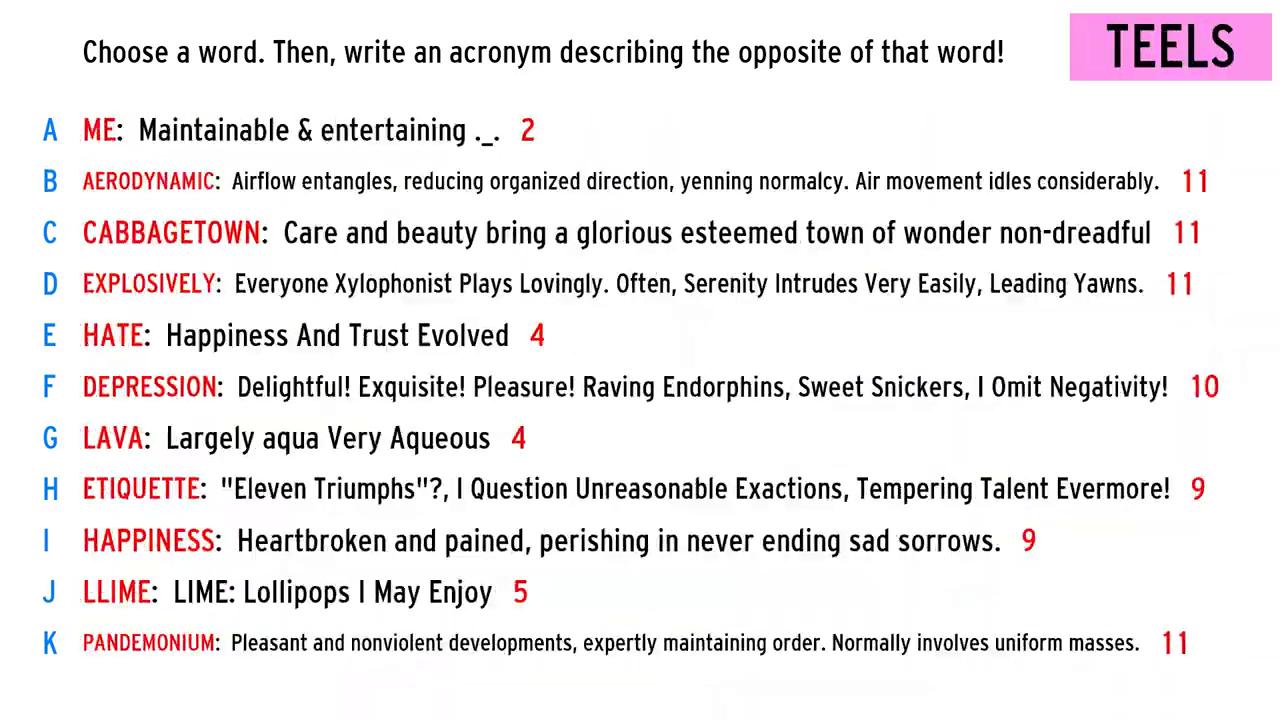 Choose a word. Then, write an acronym describing the opposite of that word!
TEELS
A ME: Maintainable & entertaining ._. 2
B AERODYNAMIC: Airflow entangles, reducing organized direction, yenning normalcy. Air movement idles considerably. 11
C CABBAGETOWN: Care and beauty bring a glorious esteemed town of wonder non-dreadful 11
D EXPLOSIVELY: Everyone Xylophonist Plays Lovingly. Often, Serenity Intrudes Very Easily, Leading Yawns. 11
E HATE: Happiness And Trust Evolved 4
F DEPRESSION: Delightful! Exquisite! Pleasure! Raving Endorphins, Sweet Snickers, I Omit Negativity! 10
G LAVA: Largely aqua Very Aqueous 4
H ETIQUETTE: "Eleven Triumphs"?, I Question Unreasonable Exactions, Tempering Talent Evermore! 9
I HAPPINESS: Heartbroken and pained, perishing in never ending sad sorrows. 9
J LLIME: LIME: Lollipops I May Enjoy 5
K PANDEMONIUM: Pleasant and nonviolent developments, expertly maintaining order. Normally involves uniform masses. 11